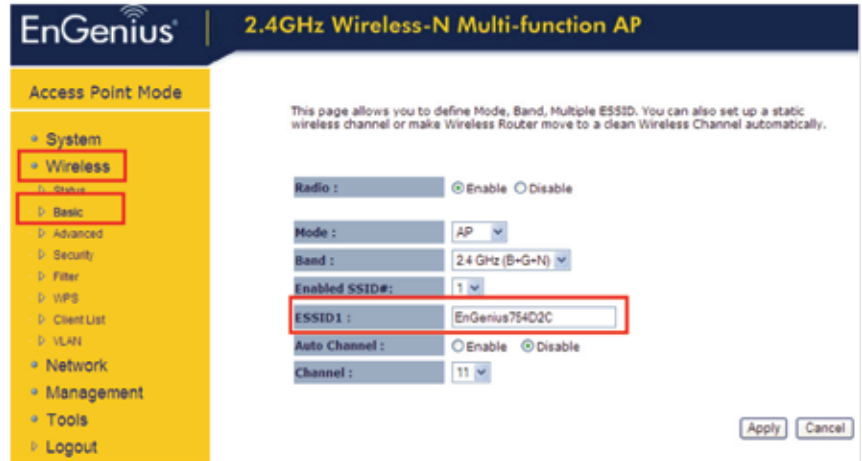 EnGenius®
2.4GHz Wireless-N Multi-function AP
Access Point Mode
System
Wireless
Status
Basic
Advanced
Security
Filter
WPS
Client List
VLAN
Network
Management
Tools
Logout
This page allows you to define Mode, Band, Multiple ESSID. You can also set up a static
wireless channel or make Wireless Router move to a clean Wireless Channel automatically.
Radio : Enable Disable
Mode : AP
Band : 2.4 GHz (B+G+N)
Enabled SSID#: 1
ESSID1 : EnGenius754D2C
Auto Channel : Enable Disable
Channel : 11
Apply Cancel